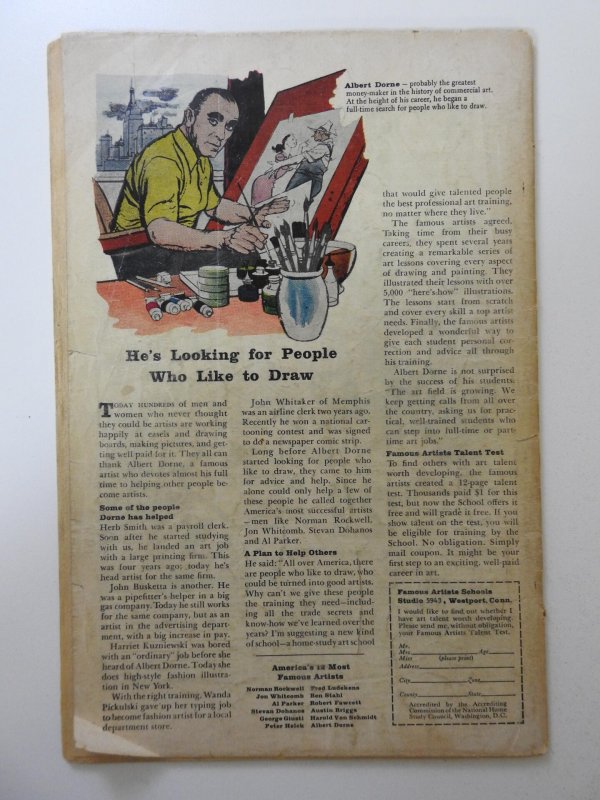 Albert Dorne — probably the greatest
money-maker in the history of commercial art.
At the height of his career, he began a
full-time search for people who like to draw.
He's Looking for People
Who Like to Draw
TODAY HUNDREDS of men and
women who never thought
they could be artists are working
happily at easels and drawing
boards, making pictures, and get-
ting well paid for it. They all can
thank Albert Dorne, a famous
artist who devotes almost his full
time to helping other people be-
come artists.
Some of the people
Dorne has helped
Herb Smith was a payroll clerk.
Soon after he started studying
with us, he landed an art job
with a large printing firm. This
was four years ago; today he's
head artist for the same firm.
John Busketta is another. He
was a pipefitter's helper in a big
gas company. Today he still works
for the same company, but as an
artist in the advertising depart-
ment, with a big increase in pay.
Harriet Kuzniewski was bored
with an "ordinary" job before she
heard of Albert Dorne. Today she
does high-style fashion illustra-
tion in New York.
With the right training, Wanda
Pickulski gave up her typing job
to become fashion artist for a local
department store.
John Whitaker of Memphis
was an airline clerk two years ago.
Recently he won a national car-
tooning contest and was signed
to do a newspaper comic strip.
Long before Albert Dorne
started looking for people who
like to draw, they came to him
for advice and help. Since he
alone could only help a few of
these people he called together
America's most successful artists
—men like Norman Rockwell,
Jon Whitcomb, Stevan Dohanos
and Al Parker.
A Plan to Help Others
He said: "All over America, there
are people who like to draw, who
could be turned into good artists.
Why can't we give these people
the training they need—includ-
ing all the trade secrets and
know-how we've learned over the
years? I'm suggesting a new kind
of school—a home-study art school
America's 12 Most
Famous Artists
Norman Rockwell Fred Ludekens
Jon Whitcomb Ben Stahl
Al Parker Robert Fawcett
Stevan Dohanos Austin Briggs
George Giusti Harold Von Schmidt
Peter Helck Albert Dorne
that would give talented people
the best professional art training,
no matter where they live."
The famous artists agreed.
Taking time from their busy
careers, they spent several years
creating a remarkable series of
art lessons covering every aspect
of drawing and painting. They
illustrated their lessons with over
5,000 "here's-how" illustrations.
The lessons start from scratch
and cover every skill a top artist
needs. Finally, the famous artists
developed a wonderful way to
give each student personal cor-
rection and advice all through
his training.
Albert Dorne is not surprised
by the success of his students:
"The art field is growing. We
keep getting calls from all over
the country, asking us for prac-
tical, well-trained students who
can step into full-time or part-
time art jobs."
Famous Artists Talent Test
To find others with art talent
worth developing, the famous
artists created a 12-page talent
test. Thousands paid $1 for this
test, but now the School offers it
free and will grade it free. If you
show talent on the test, you will
be eligible for training by the
School. No obligation. Simply
mail coupon. It might be your
first step to an exciting, well-paid
career in art.
Famous Artists Schools
Studio 5943, Westport, Conn.
I would like to find out whether I
have art talent worth developing.
Please send me, without obligation,
your Famous Artists Talent Test.
Mr.
Mrs. Age
Miss (please print)
Address
City Zone
County State
Accredited by the Accrediting
Commission of the National Home
Study Council, Washington, D.C.